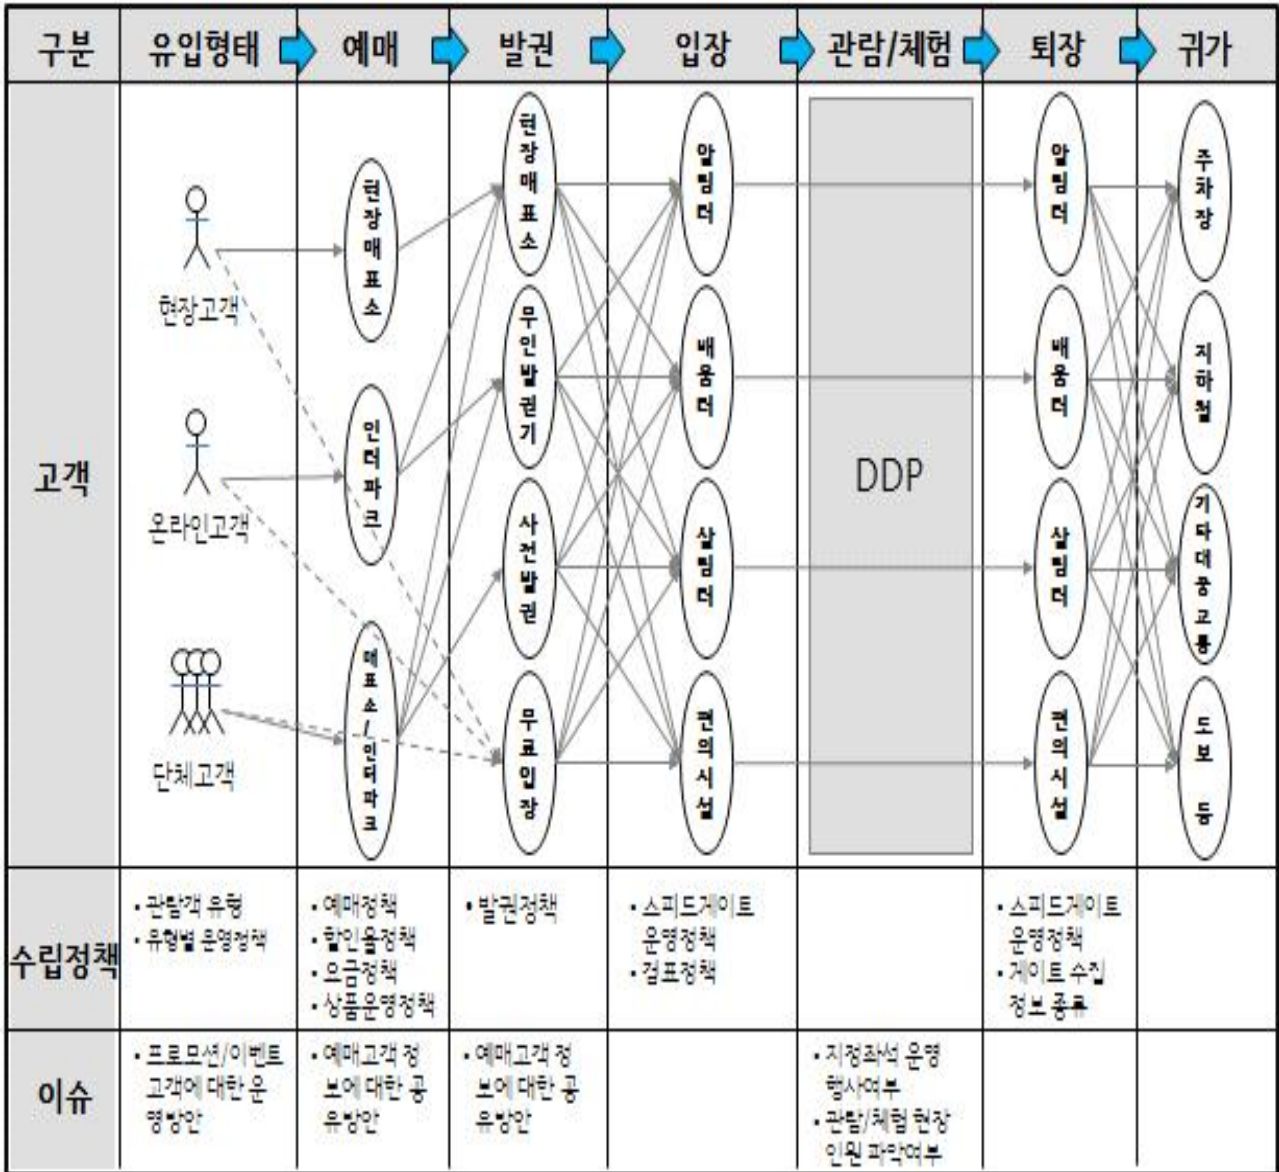 구분 유입형태 예매 발권 입장 관람/체험 퇴장 귀가
고객
현장고객
온라인고객
단체고객
현장매표소
인터파크
매표소/인터파크
현장매표소
무인발권기
사전발권
무료입장
알림터
배움터
살림터
편의시설
DDP
알림터
배움터
살림터
편의시설
주차장
지하철
기타대중교통
도보 등
수립정책
• 관람객 유형
• 유형별 운영정책
• 예매정책
• 할인율정책
• 요금정책
• 상품운영정책
• 발권정책
• 스피드게이트
운영정책
• 검표정책
• 스피드게이트
운영정책
• 게이트 수집
정보 종류
이슈
• 프로모션/이벤트
고객에 대한 운
영방안
• 예매고객 정
보에 대한 공
유방안
• 예매고객 정
보에 대한 공
유방안
• 지정좌석 운영
행사여부
• 관람/체험 현장
인원 파악여부